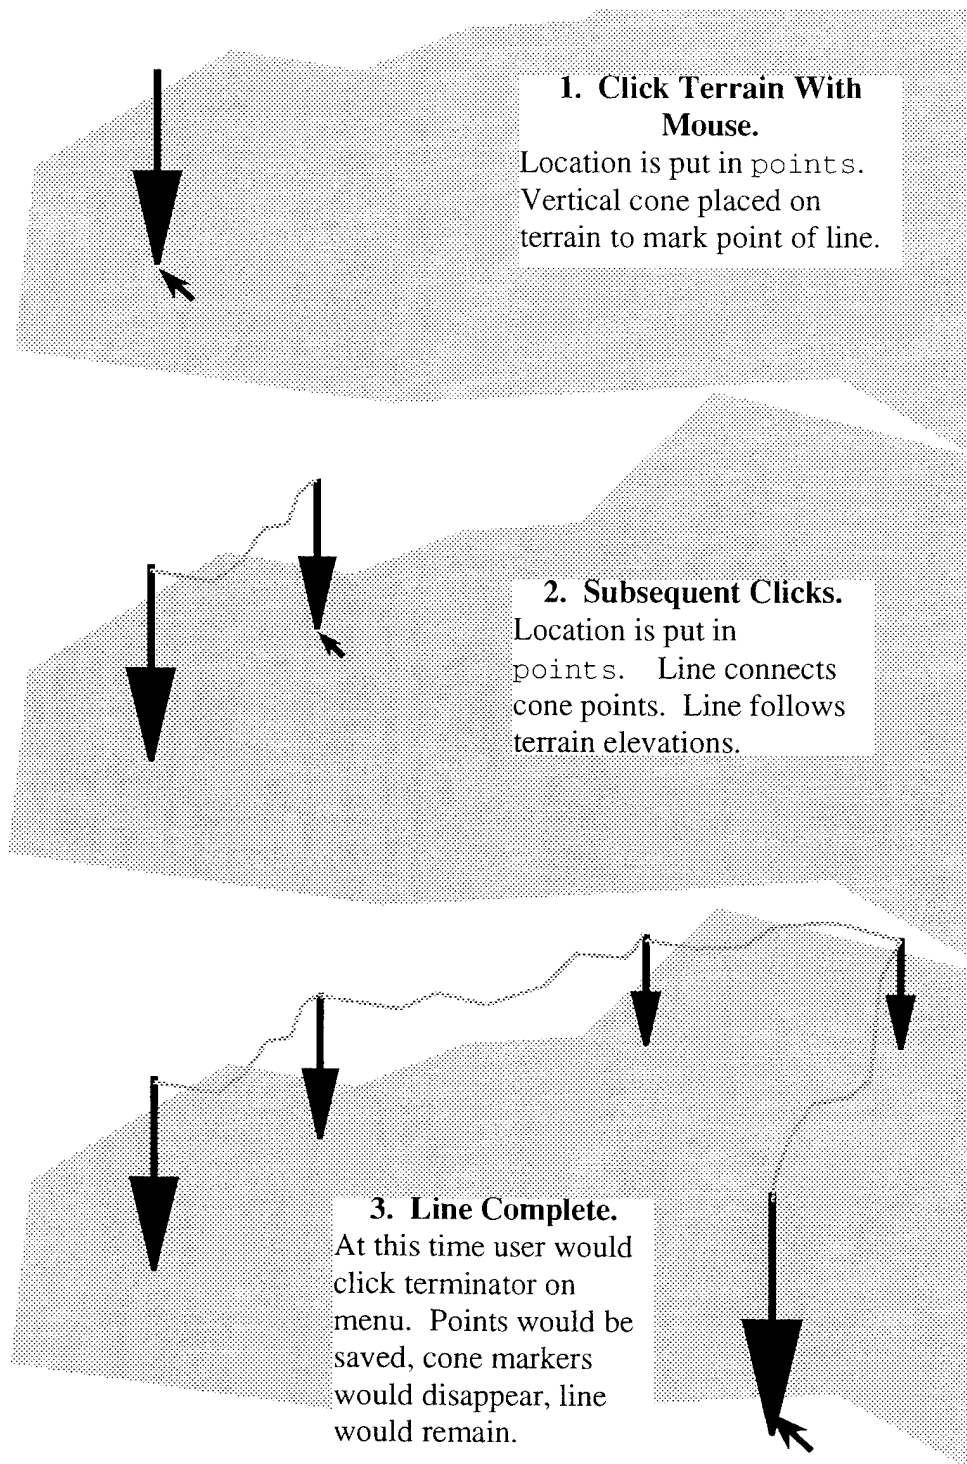 1. Click Terrain With
Mouse.
Location is put in points.
Vertical cone placed on
terrain to mark point of line.
2. Subsequent Clicks.
Location is put in
points. Line connects
cone points. Line follows
terrain elevations.
3. Line Complete.
At this time user would
click terminator on
menu. Points would be
saved, cone markers
would disappear, line
would remain.